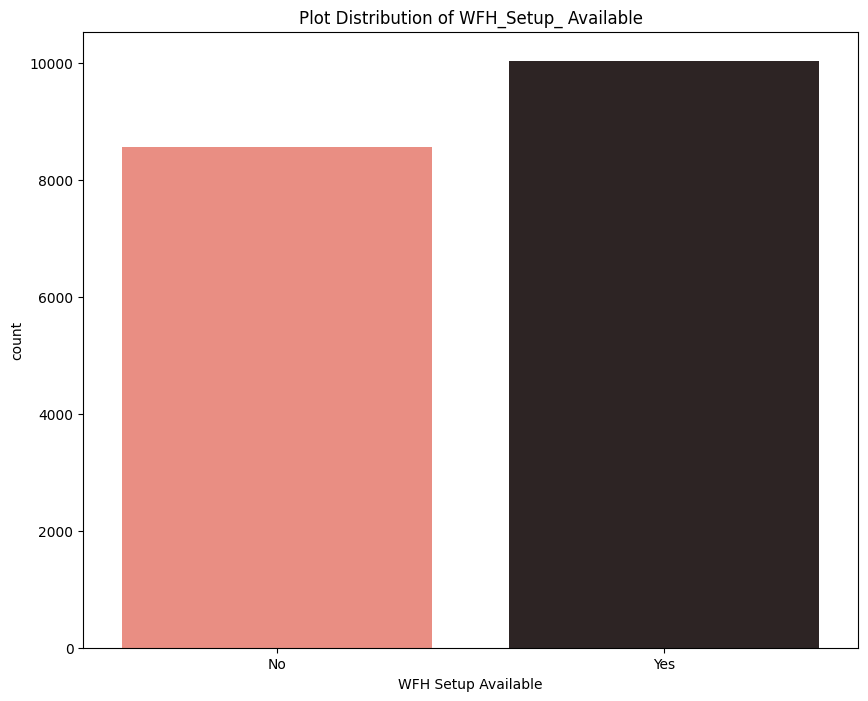 Plot Distribution of WFH_Setup_ Available
10000
8000
6000
4000
2000
0
count
No
Yes
WFH Setup Available